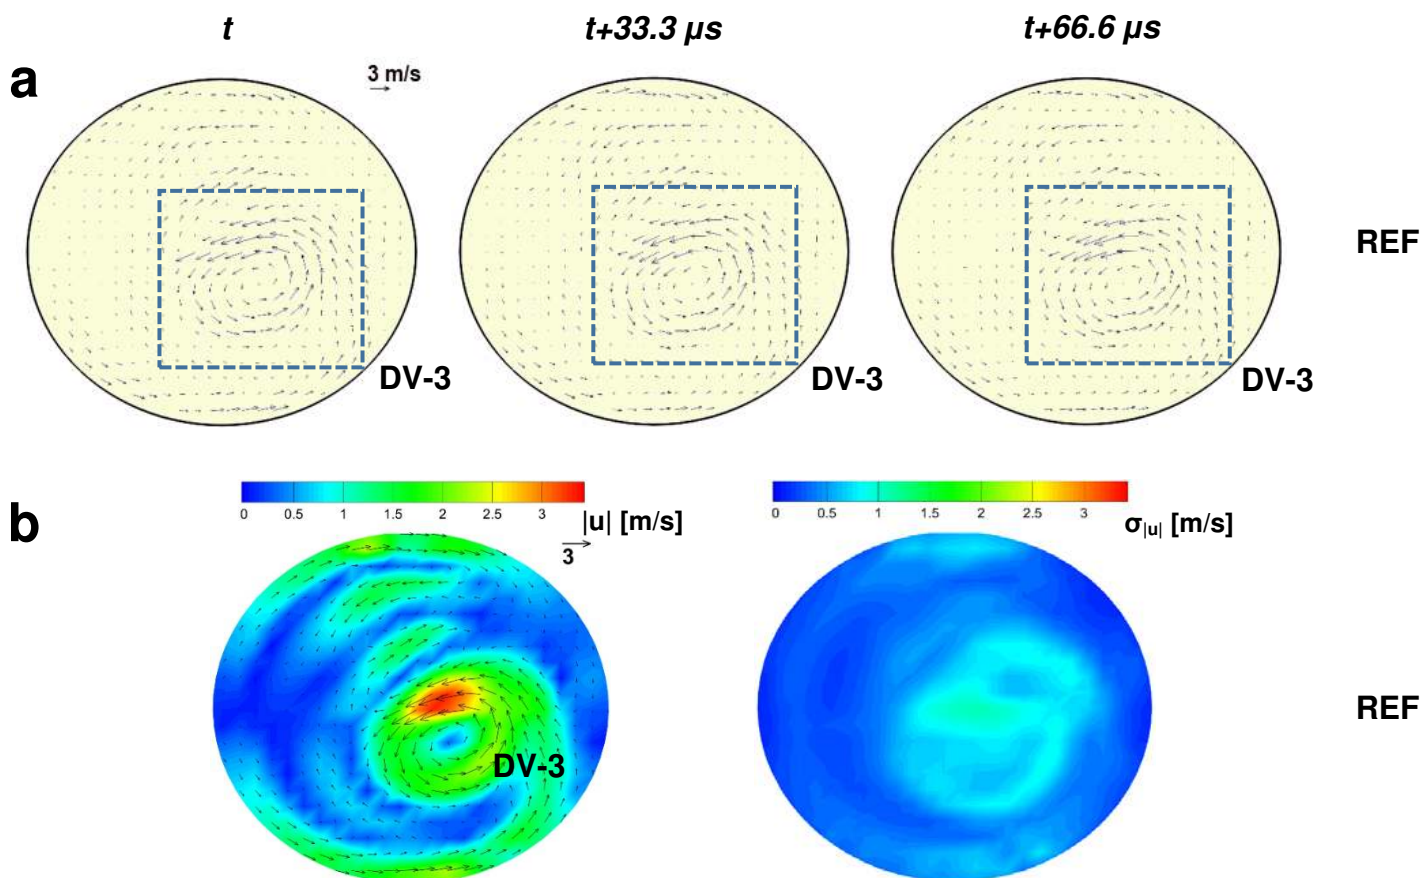 t t+33.3 µs t+66.6 µs
a
3 m/s
REF
DV-3 DV-3 DV-3
b
0 0.5 1 1.5 2 2.5 3
|u| [m/s]
3
0 0.5 1 1.5 2 2.5 3
σ|u| [m/s]
DV-3
REF